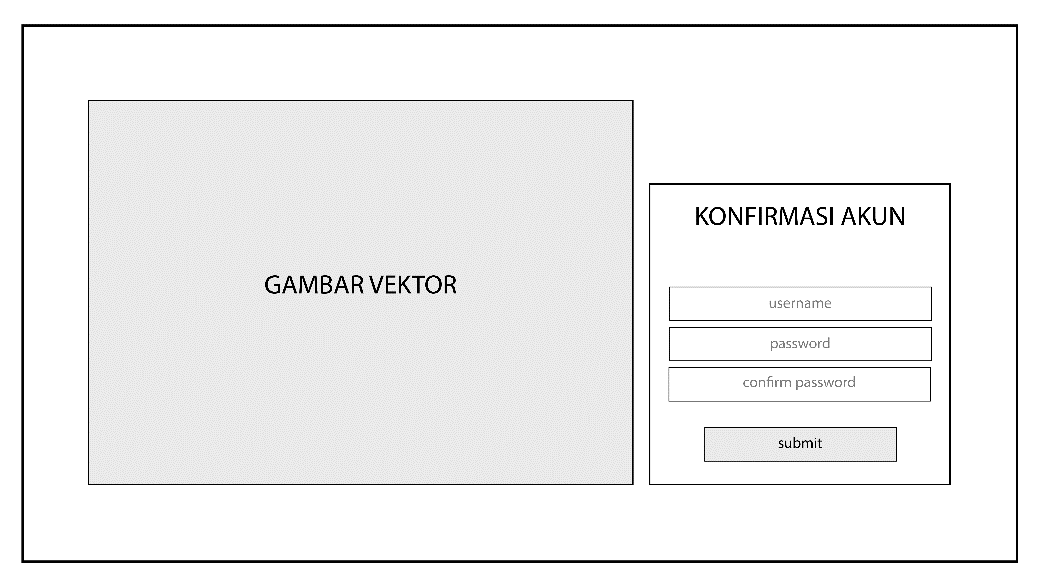 GAMBAR VEKTOR
KONFIRMASI AKUN
username
password
confirm password
submit